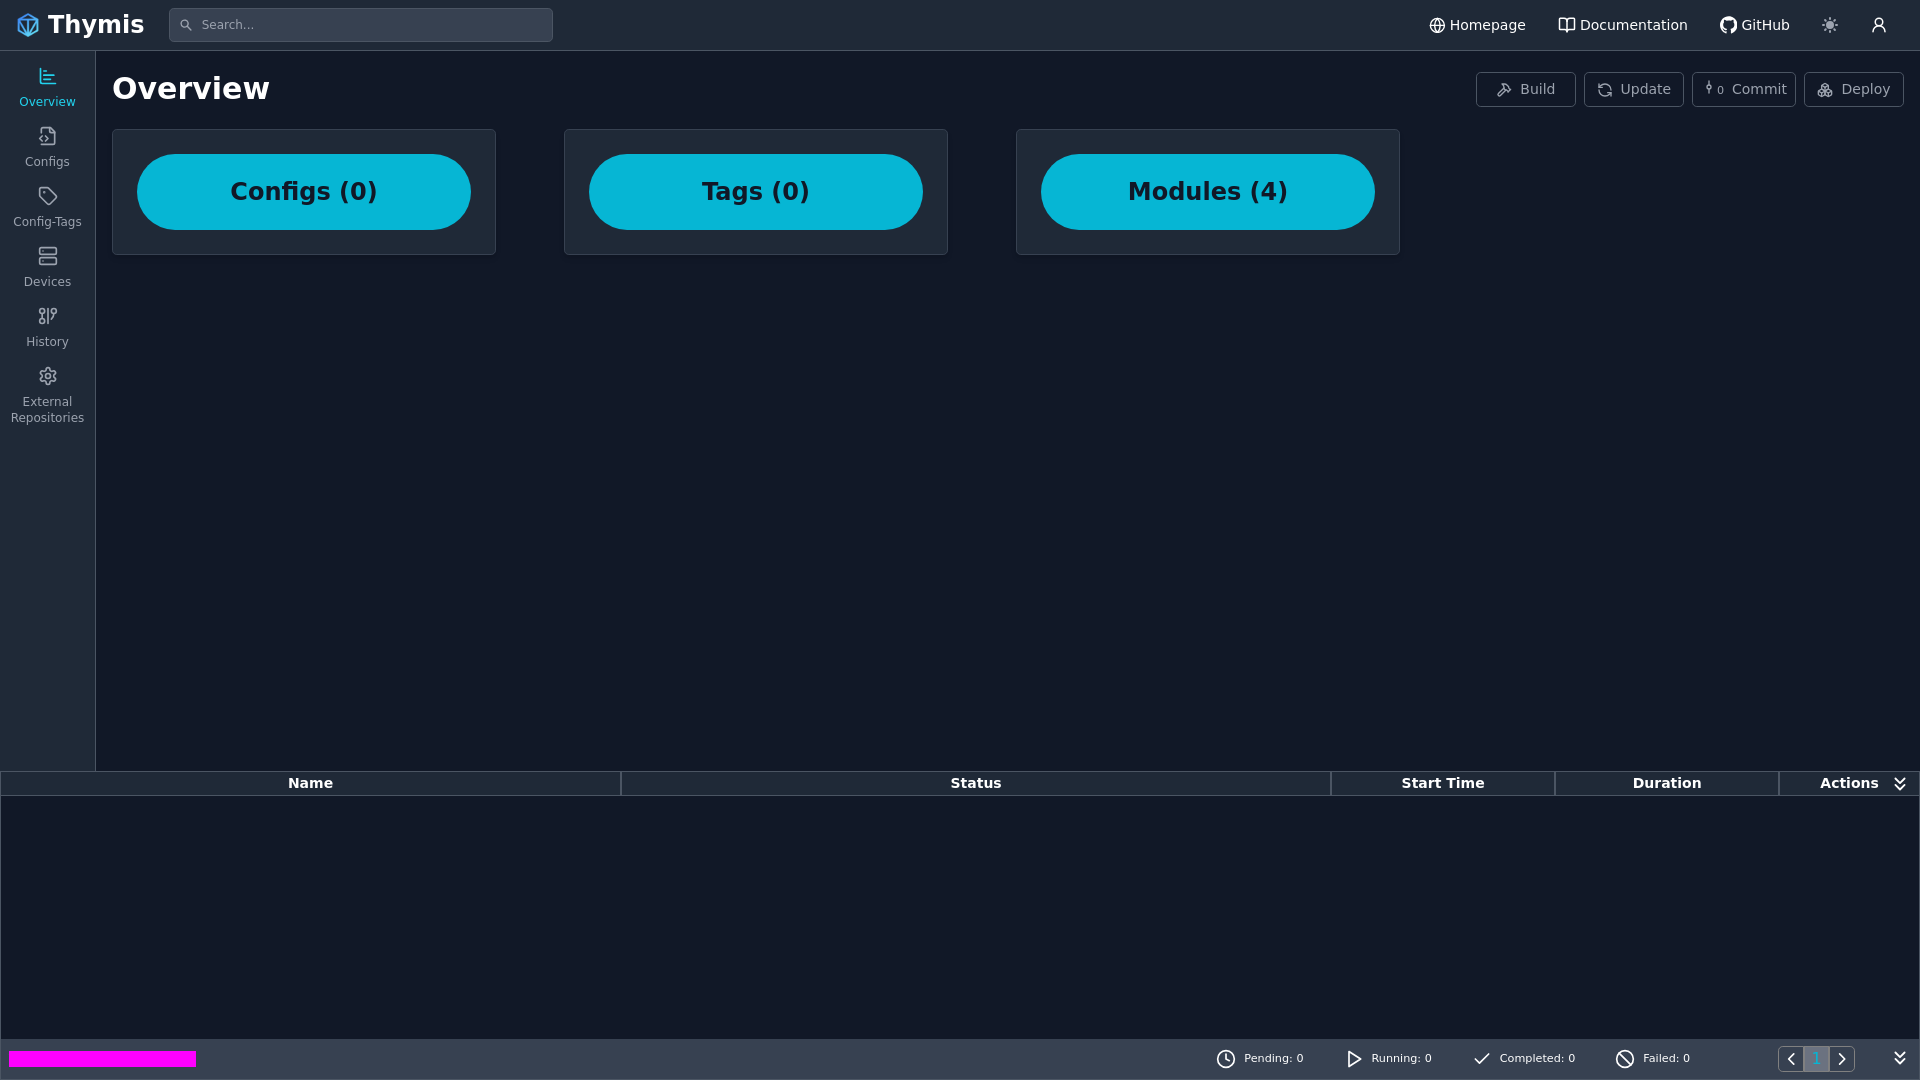 Thymis
Search...
Homepage
Documentation
GitHub
Overview
Configs
Config-Tags
Devices
History
External
Repositories
Overview
Build
Update
0 Commit
Deploy
Configs (0)
Tags (0)
Modules (4)
Name
Status
Start Time
Duration
Actions
Pending: 0
Running: 0
Completed: 0
Failed: 0
1